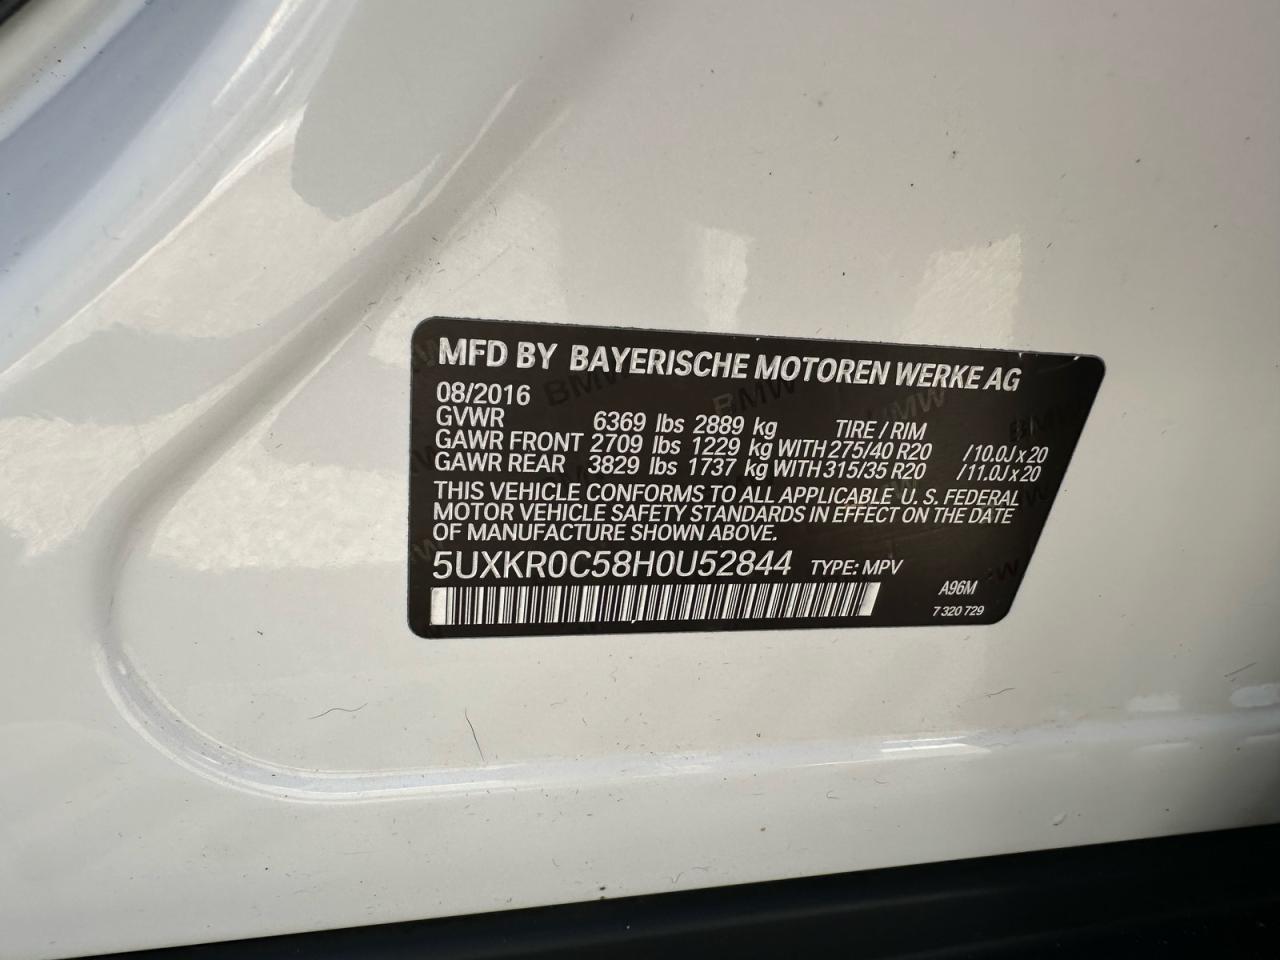 MFD BY BAYERISCHE MOTOREN WERKE AG
08/2016
GVWR 6369 lbs 2889 kg TIRE / RIM
GAWR FRONT 2709 lbs 1229 kg WITH 275/40 R20 / 10.0J x 20
GAWR REAR 3829 lbs 1737 kg WITH 315/35 R20 / 11.0J x 20
THIS VEHICLE CONFORMS TO ALL APPLICABLE U. S. FEDERAL
MOTOR VEHICLE SAFETY STANDARDS IN EFFECT ON THE DATE
OF MANUFACTURE SHOWN ABOVE.
5UXKR0C58H0U52844 TYPE: MPV
A96M
7 320 729